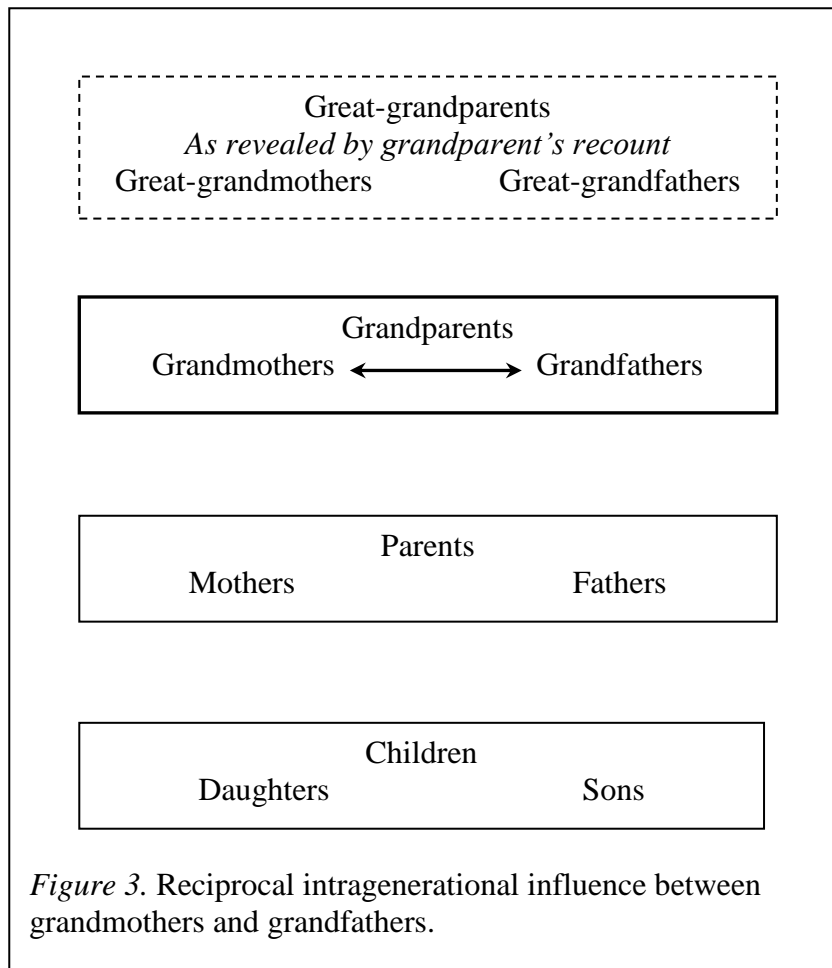 Great-grandparents
As revealed by grandparent’s recount
Great-grandmothers Great-grandfathers
Grandparents
Grandmothers Grandfathers
Parents
Mothers Fathers
Children
Daughters Sons
Figure 3. Reciprocal intragenerational influence between
grandmothers and grandfathers.